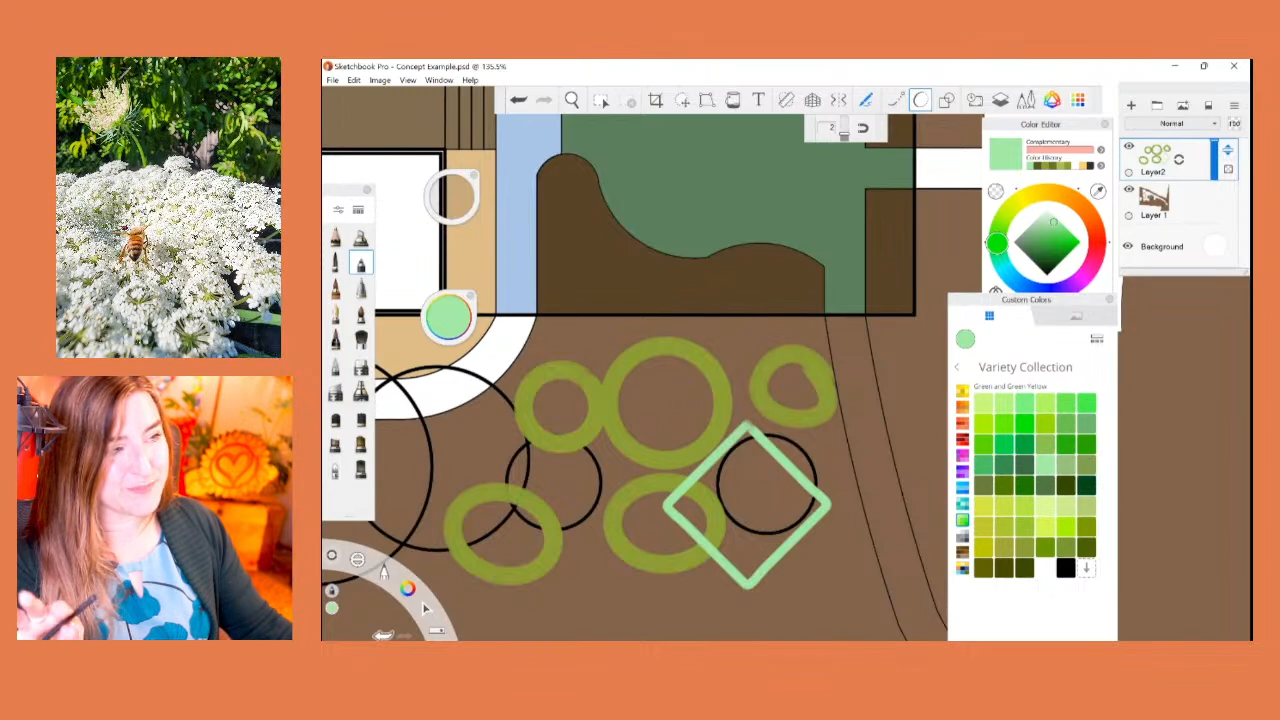 Sketchbook Pro - Concept Example.psd @ 135.5%
File Edit Image View Window Help
T
2
Color Editor
Complementary
Color History
Normal
Layer2
Layer 1
Background
Custom Colors
Variety Collection
Green and Green Yellow